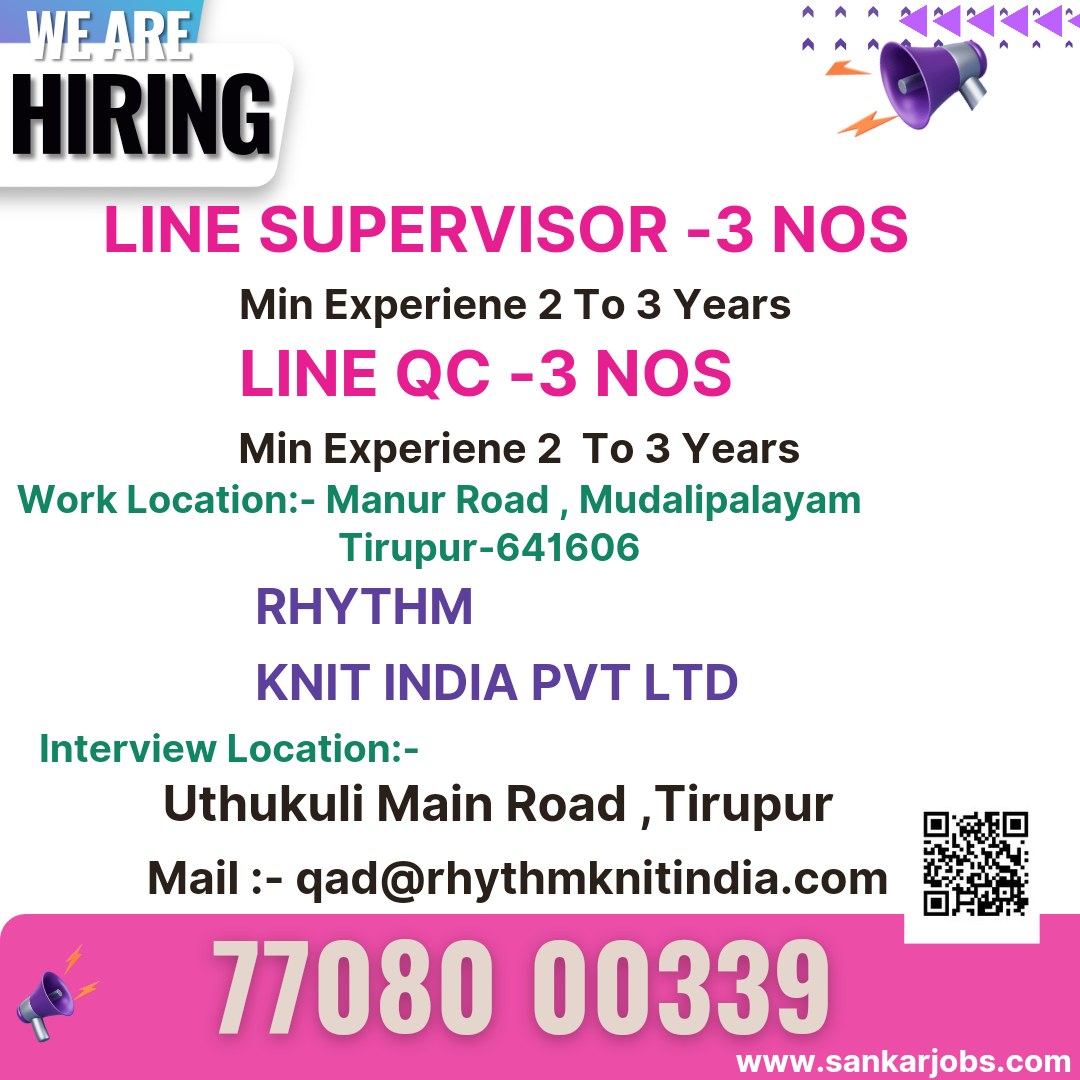 WE ARE
HIRING
LINE SUPERVISOR -3 NOS
Min Experiene 2 To 3 Years
LINE QC -3 NOS
Min Experiene 2  To 3 Years
Work Location:- Manur Road , Mudalipalayam
Tirupur-641606
RHYTHM
KNIT INDIA PVT LTD
Interview Location:-
Uthukuli Main Road ,Tirupur
Mail :- qad@rhythmknitindia.com
77080 00339
www.sankarjobs.com